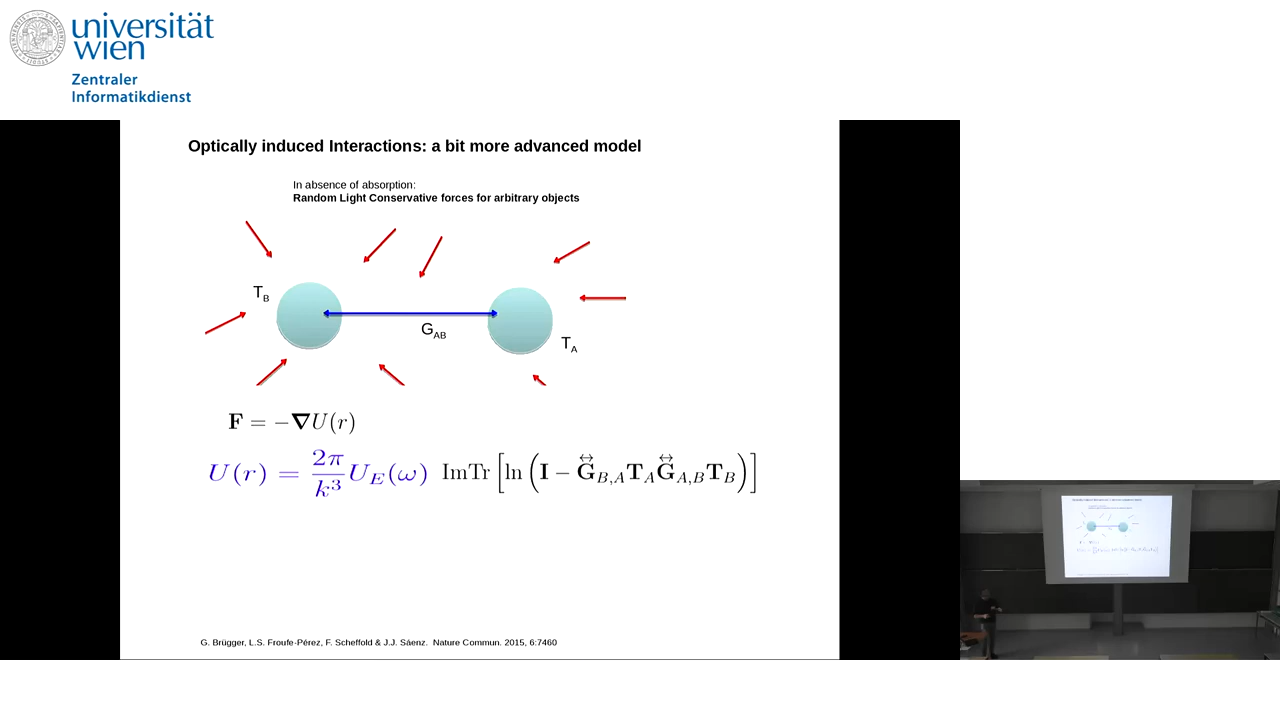 universität
wien
Zentraler
Informatikdienst
Optically induced Interactions: a bit more advanced model
In absence of absorption:
Random Light Conservative forces for arbitrary objects
T_B
G_AB
T_A
F = −∇U(r)
U(r) = \frac{2π}{k³} U_E(ω) ImTr [ln (I − G↔_{B,A}T_A G↔_{A,B}T_B)]
G. Brügger, L.S. Froufe-Pérez, F. Scheffold & J.J. Sáenz. Nature Commun. 2015, 6:7460